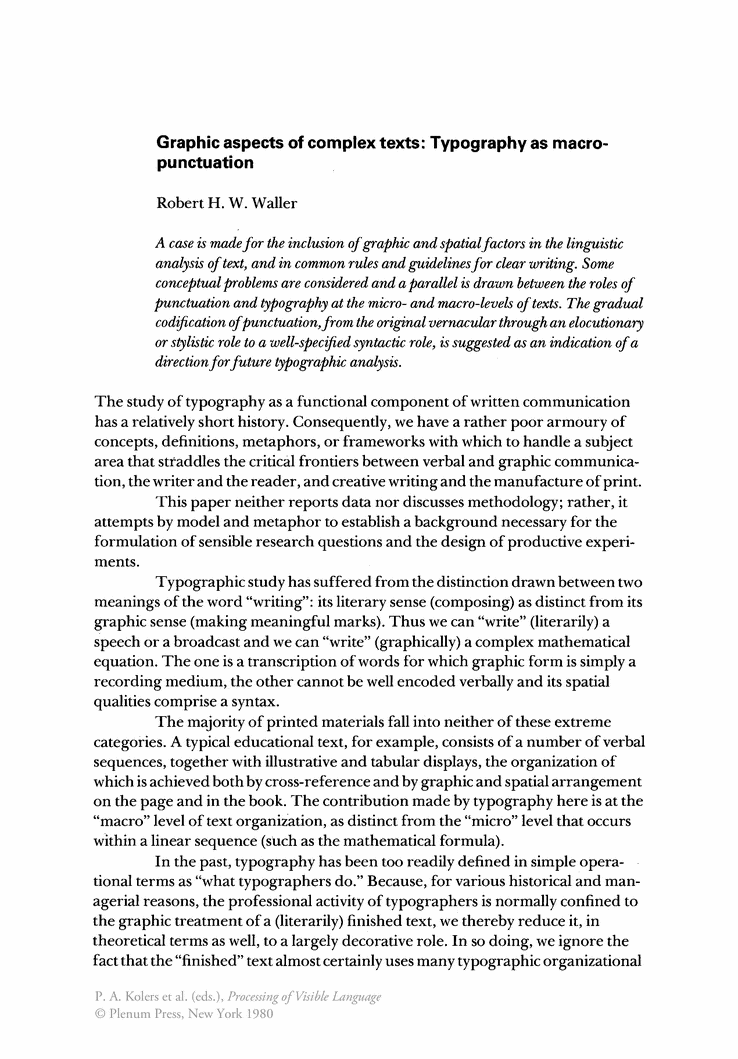 Graphic aspects of complex texts: Typography as macro-
punctuation
Robert H. W. Waller
A case is made for the inclusion of graphic and spatial factors in the linguistic
analysis of text, and in common rules and guidelines for clear writing. Some
conceptual problems are considered and a parallel is drawn between the roles of
punctuation and typography at the micro- and macro-levels of texts. The gradual
codification of punctuation, from the original vernacular through an elocutionary
or stylistic role to a well-specified syntactic role, is suggested as an indication of a
direction for future typographic analysis.
The study of typography as a functional component of written communication
has a relatively short history. Consequently, we have a rather poor armoury of
concepts, definitions, metaphors, or frameworks with which to handle a subject
area that straddles the critical frontiers between verbal and graphic communica-
tion, the writer and the reader, and creative writing and the manufacture of print.
This paper neither reports data nor discusses methodology; rather, it
attempts by model and metaphor to establish a background necessary for the
formulation of sensible research questions and the design of productive experi-
ments.
Typographic study has suffered from the distinction drawn between two
meanings of the word “writing”: its literary sense (composing) as distinct from its
graphic sense (making meaningful marks). Thus we can “write” (literarily) a
speech or a broadcast and we can “write” (graphically) a complex mathematical
equation. The one is a transcription of words for which graphic form is simply a
recording medium, the other cannot be well encoded verbally and its spatial
qualities comprise a syntax.
The majority of printed materials fall into neither of these extreme
categories. A typical educational text, for example, consists of a number of verbal
sequences, together with illustrative and tabular displays, the organization of
which is achieved both by cross-reference and by graphic and spatial arrangement
on the page and in the book. The contribution made by typography here is at the
“macro” level of text organization, as distinct from the “micro” level that occurs
within a linear sequence (such as the mathematical formula).
In the past, typography has been too readily defined in simple opera-
tional terms as “what typographers do.” Because, for various historical and man-
agerial reasons, the professional activity of typographers is normally confined to
the graphic treatment of a (literarily) finished text, we thereby reduce it, in
theoretical terms as well, to a largely decorative role. In so doing, we ignore the
fact that the “finished” text almost certainly uses many typographic organizational
P. A. Kolers et al. (eds.), Processing of Visible Language
© Plenum Press, New York 1980